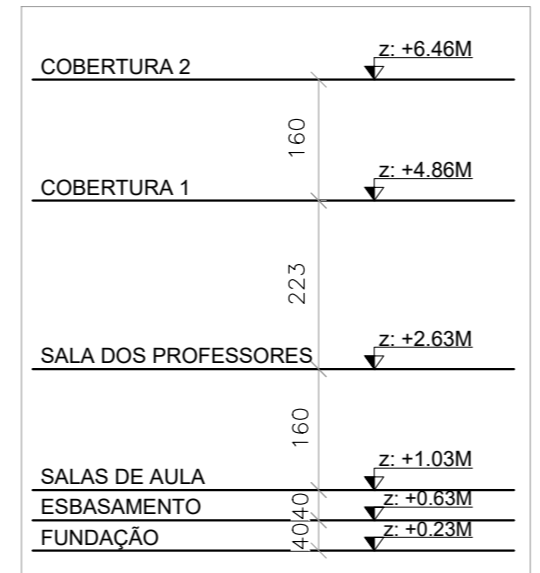 z: +6.46M
COBERTURA 2
160
z: +4.86M
COBERTURA 1
223
z: +2.63M
SALA DOS PROFESSORES
160
z: +1.03M
SALAS DE AULA
40
z: +0.63M
ESBASAMENTO
40
z: +0.23M
FUNDAÇÃO